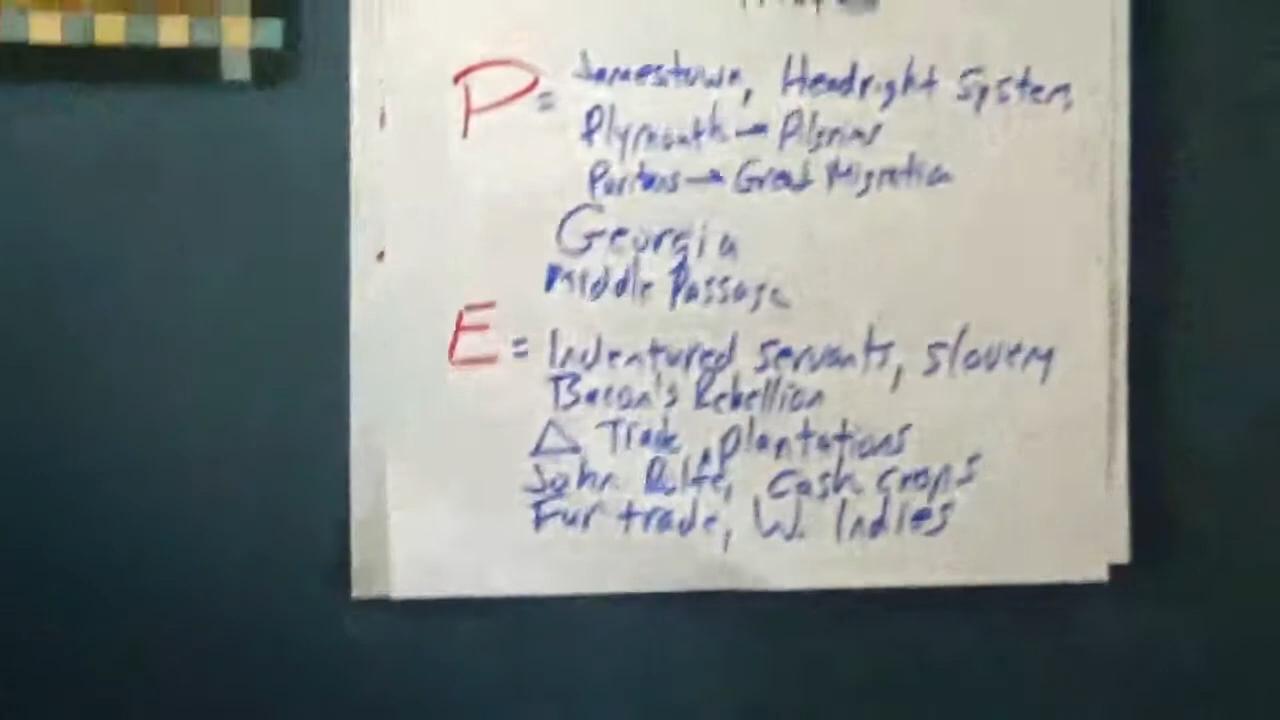 P = Jamestown, Headright System,
Plymouth → Pilgrims
Puritans → Great Migration
Georgia
Middle Passage
E = Indentured servants, slavery
Bacon's Rebellion
△ Trade, plantations
John Rolfe, cash crops
Fur trade, W. Indies